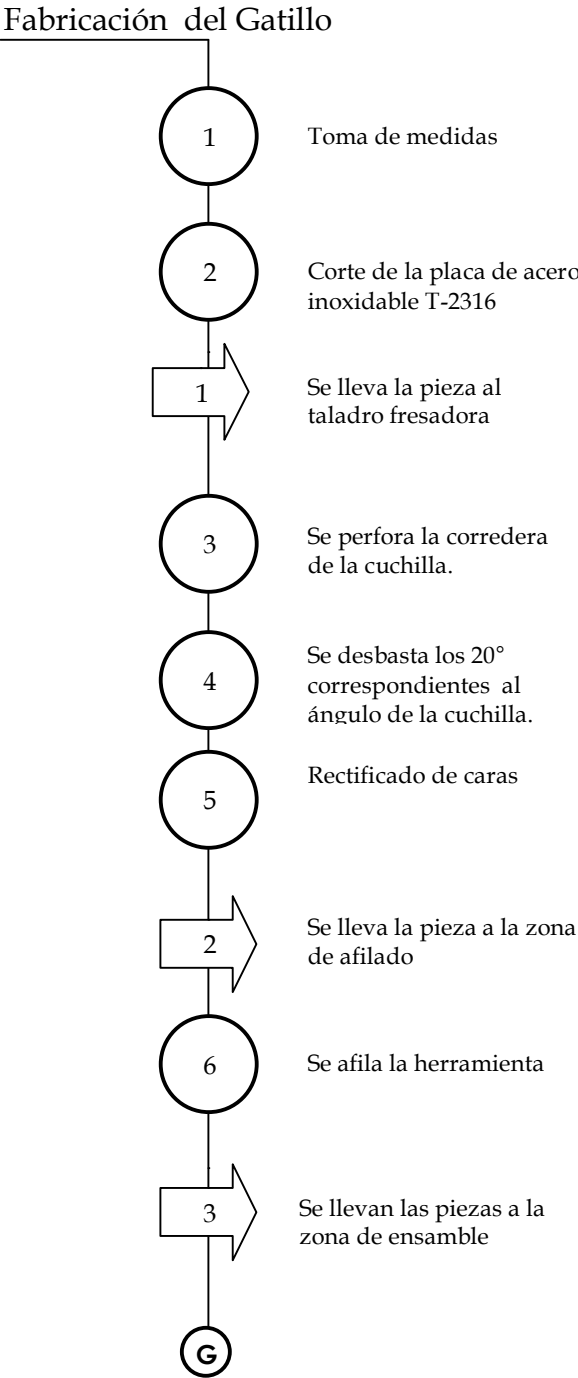 Fabricación del Gatillo
1
Toma de medidas
2
Corte de la placa de acero
inoxidable T-2316
1
Se lleva la pieza al
taladro fresadora
3
Se perfora la corredera
de la cuchilla.
4
Se desbasta los 20°
correspondientes al
ángulo de la cuchilla.
5
Rectificado de caras
2
Se lleva la pieza a la zona
de afilado
6
Se afila la herramienta
3
Se llevan las piezas a la
zona de ensamble
G